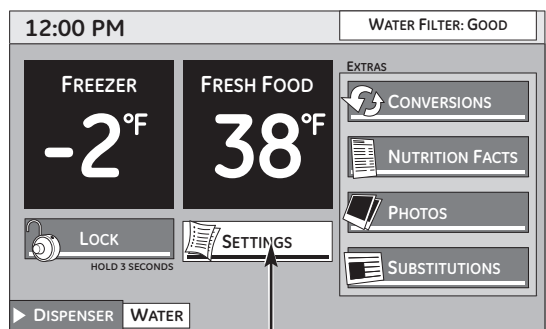 12:00 PM
WATER FILTER: GOOD
FREEZER
-2°F
FRESH FOOD
38°F
EXTRAS
CONVERSIONS
NUTRITION FACTS
PHOTOS
SUBSTITUTIONS
LOCK
HOLD 3 SECONDS
SETTINGS
DISPENSER
WATER